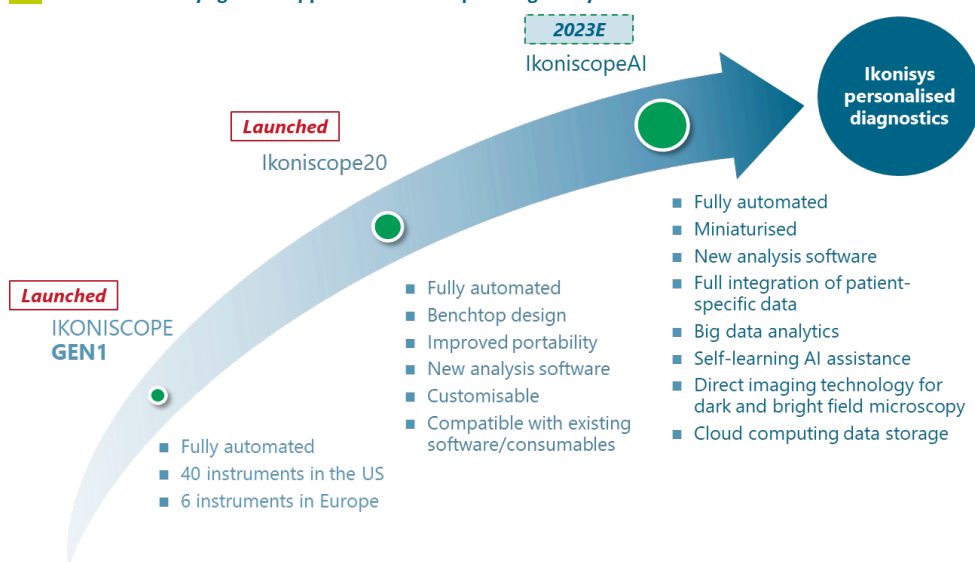 2023E
IkoniscopeAI
Ikonisys
personalised
diagnostics
Launched
Ikoniscope20
Launched
IKONISCOPE
GEN1
■ Fully automated
■ 40 instruments in the US
■ 6 instruments in Europe
■ Fully automated
■ Benchtop design
■ Improved portability
■ New analysis software
■ Customisable
■ Compatible with existing
software/consumables
■ Fully automated
■ Miniaturised
■ New analysis software
■ Full integration of patient-
specific data
■ Big data analytics
■ Self-learning AI assistance
■ Direct imaging technology for
dark and bright field microscopy
■ Cloud computing data storage